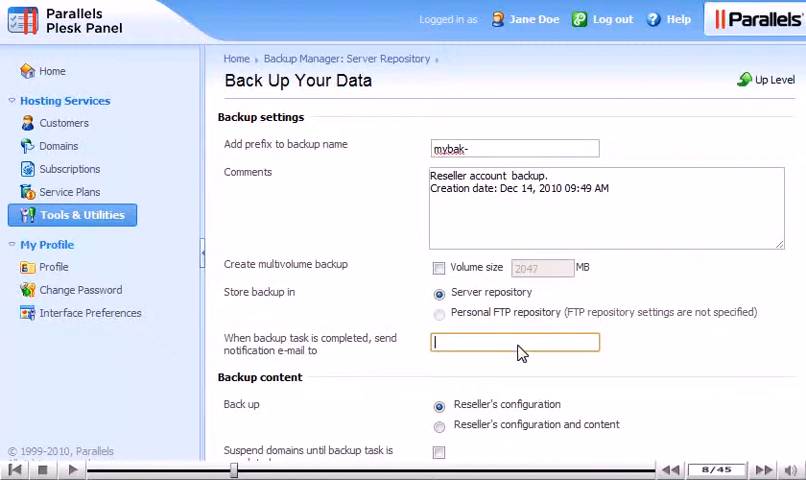 Parallels
Plesk Panel
Logged in as Jane Doe Log out Help Parallels
Home
Hosting Services
Customers
Domains
Subscriptions
Service Plans
Tools & Utilities
My Profile
Profile
Change Password
Interface Preferences
© 1999-2010, Parallels
Home Backup Manager: Server Repository
Back Up Your Data
Up Level
Backup settings
Add prefix to backup name mybak-
Comments
Reseller account backup.
Creation date: Dec 14, 2010 09:49 AM
Create multivolume backup Volume size 2047 MB
Store backup in Server repository
Personal FTP repository (FTP repository settings are not specified)
When backup task is completed, send
notification e-mail to
Backup content
Back up Reseller's configuration
Reseller's configuration and content
Suspend domains until backup task is
8/45